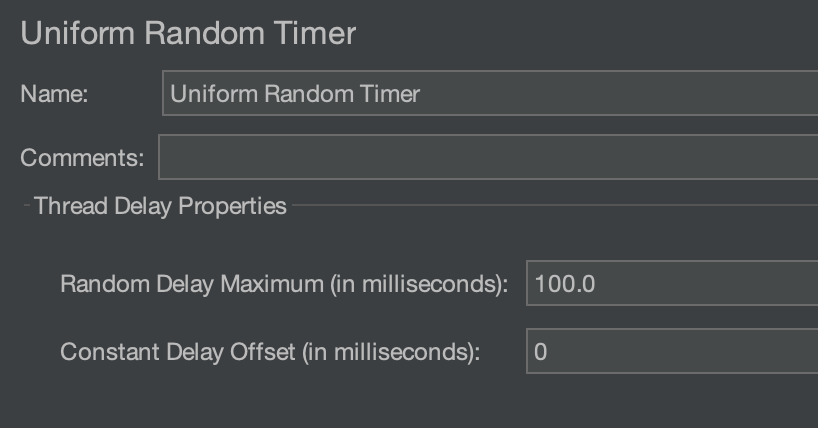 Uniform Random Timer
Name: Uniform Random Timer
Comments:
Thread Delay Properties
Random Delay Maximum (in milliseconds): 100.0
Constant Delay Offset (in milliseconds): 0